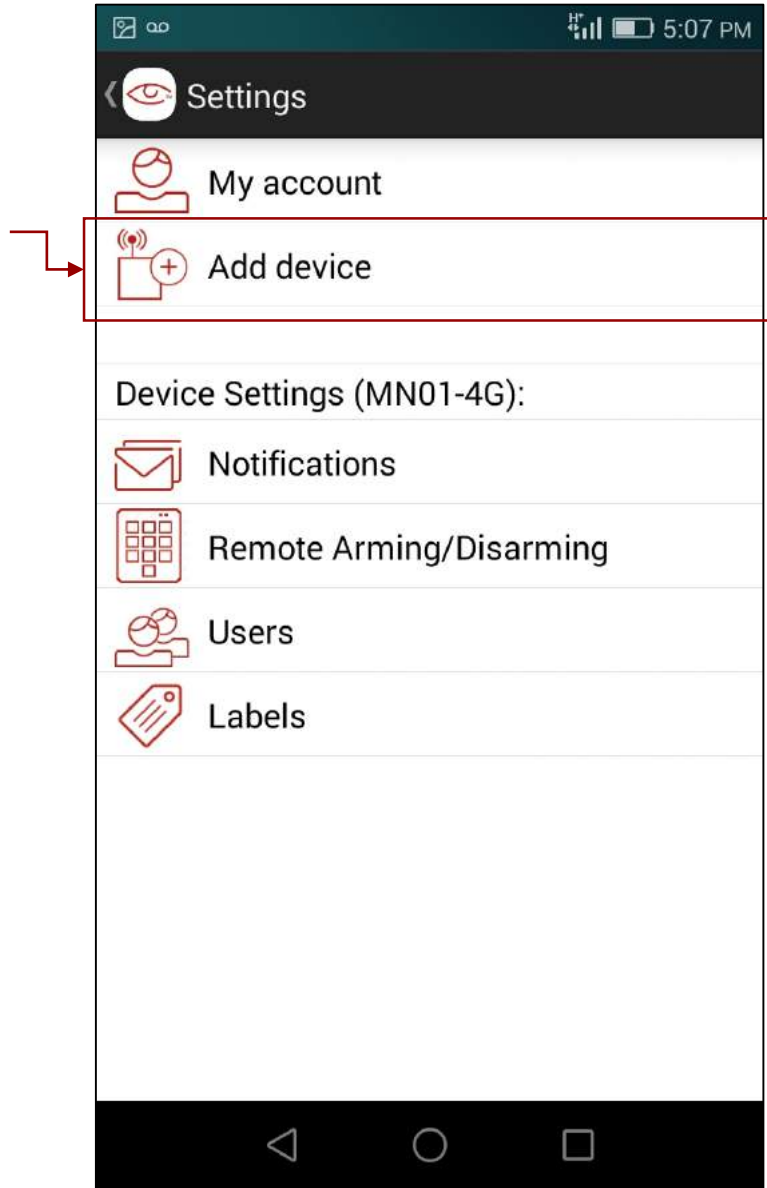 H+
5:07 PM
Settings
My account
Add device
Device Settings (MN01-4G):
Notifications
Remote Arming/Disarming
Users
Labels